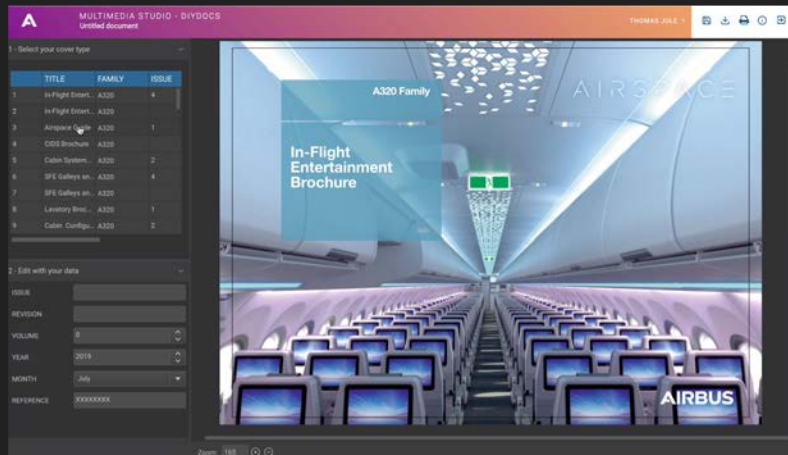 MULTIMEDIA STUDIO - DIYDOCS
Untitled document
THOMAS JOLE
1 - Select your cover type
TITLE FAMILY ISSUE
1 In-Flight Entert... A320 4
2 In-Flight Entert... A320
3 Airspace Guide A320 1
4 CIDS Brochure A320
5 Cabin System... A320 2
6 SFE Galleys an... A320 4
7 SFE Galleys an... A320
8 Lavatory Broc... A320 1
9 Cabin Configu... A320 2
2 - Edit with your data
ISSUE
REVISION
VOLUME 0
YEAR 2019
MONTH July
REFERENCE XXXXXXXX
A320 Family
AIRSPACE
In-Flight
Entertainment
Brochure
AIRBUS
Zoom: 160